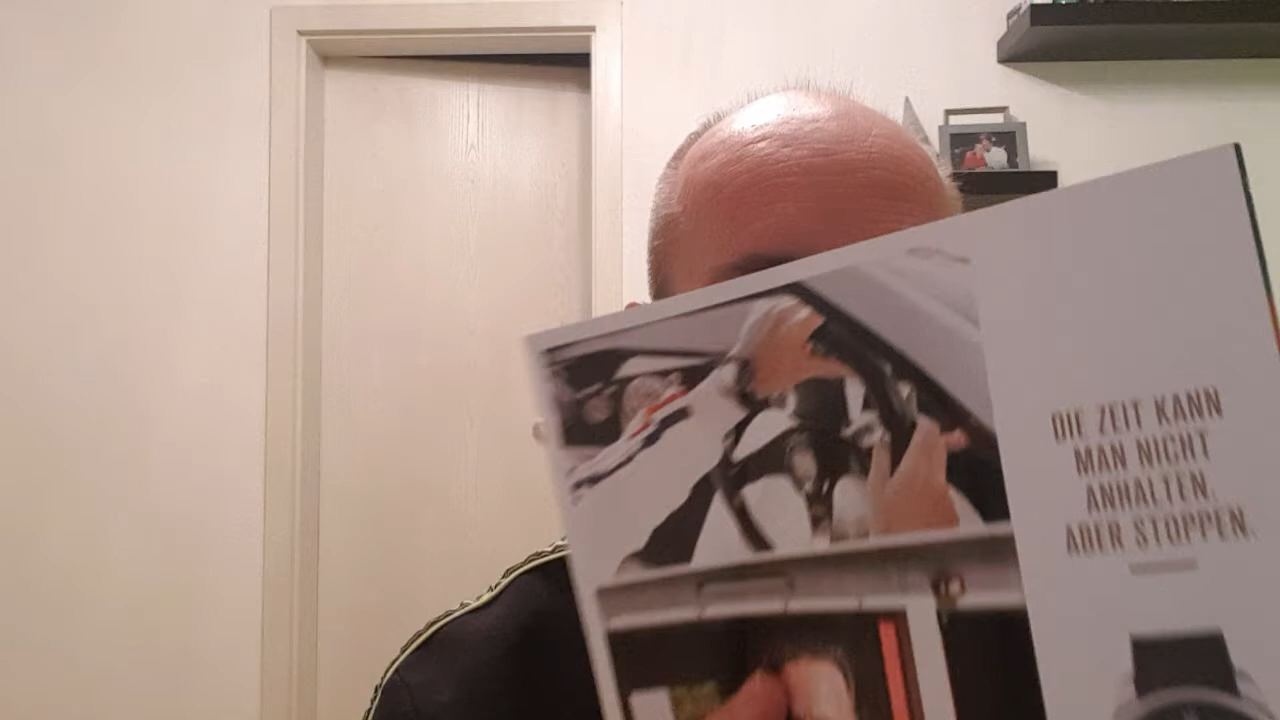 DIE ZEIT KANN
MAN NICHT
ANHALTEN.
ABER STOPPEN.